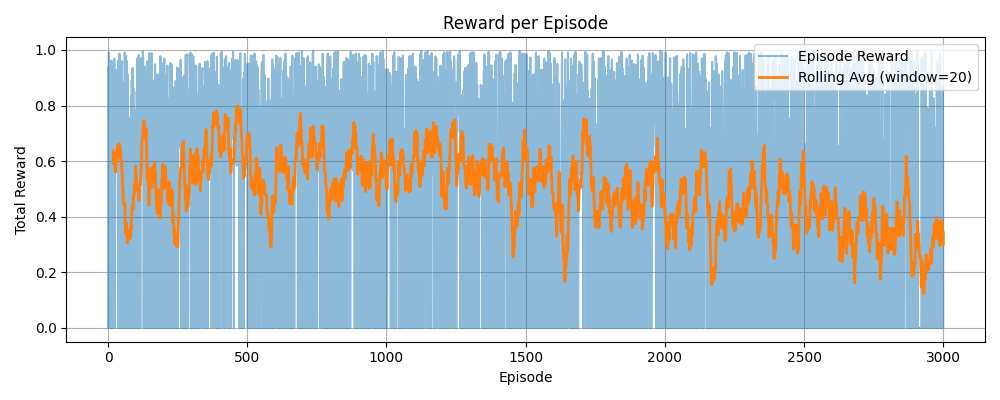 Reward per Episode
Episode Reward
Rolling Avg (window=20)
Total Reward
1.0
0.8
0.6
0.4
0.2
0.0
0 500 1000 1500 2000 2500 3000
Episode